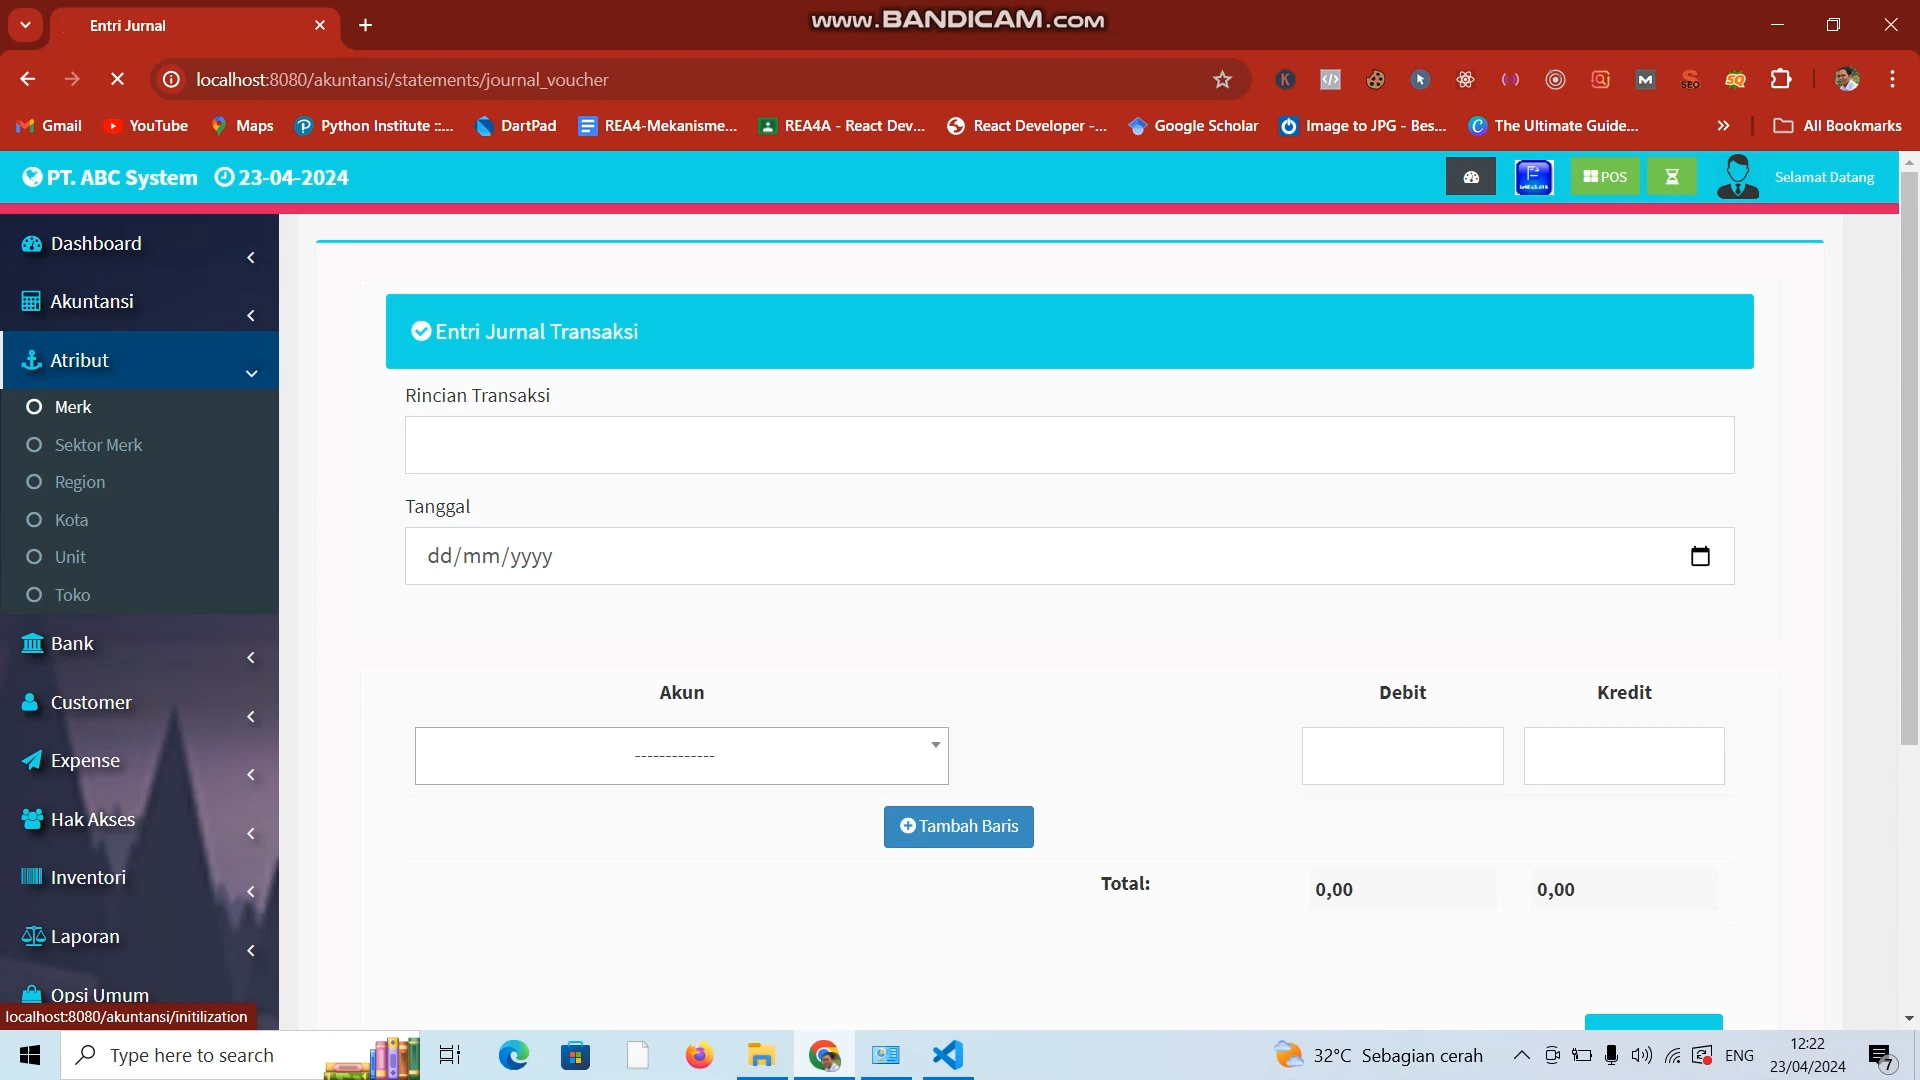 Entri Jurnal
www.BANDICAM.com
localhost:8080/akuntansi/statements/journal_voucher
Gmail
YouTube
Maps
Python Institute ::...
DartPad
REA4-Mekanisme...
REA4A - React Dev...
React Developer -...
Google Scholar
Image to JPG - Bes...
The Ultimate Guide...
All Bookmarks
PT. ABC System 23-04-2024
POS
Selamat Datang
Dashboard
Akuntansi
Atribut
Merk
Sektor Merk
Region
Kota
Unit
Toko
Bank
Customer
Expense
Hak Akses
Inventori
Laporan
Opsi Umum
localhost:8080/akuntansi/initilization
Entri Jurnal Transaksi
Rincian Transaksi
Tanggal
dd/mm/yyyy
Akun Debit Kredit
-------------
Tambah Baris
Total: 0,00 0,00
Type here to search
32°C Sebagian cerah
ENG
12:22
23/04/2024
7